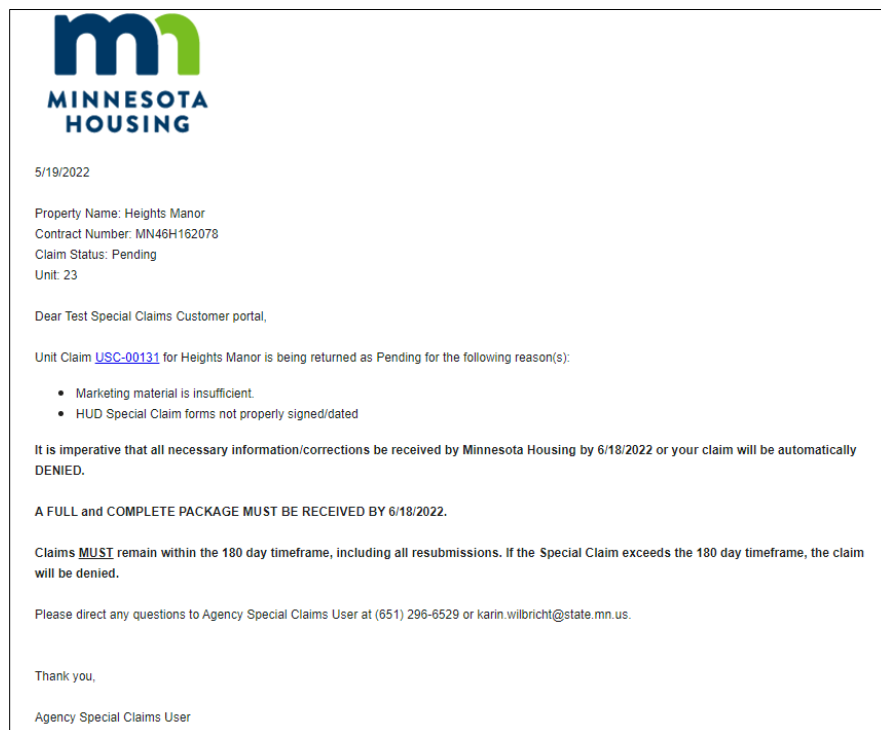 MINNESOTA
HOUSING
5/19/2022
Property Name: Heights Manor
Contract Number: MN46H162078
Claim Status: Pending
Unit: 23
Dear Test Special Claims Customer portal,
Unit Claim USC-00131 for Heights Manor is being returned as Pending for the following reason(s):
• Marketing material is insufficient.
• HUD Special Claim forms not properly signed/dated
It is imperative that all necessary information/corrections be received by Minnesota Housing by 6/18/2022 or your claim will be automatically
DENIED.
A FULL and COMPLETE PACKAGE MUST BE RECEIVED BY 6/18/2022.
Claims MUST remain within the 180 day timeframe, including all resubmissions. If the Special Claim exceeds the 180 day timeframe, the claim
will be denied.
Please direct any questions to Agency Special Claims User at (651) 296-6529 or karin.wilbricht@state.mn.us.
Thank you,
Agency Special Claims User